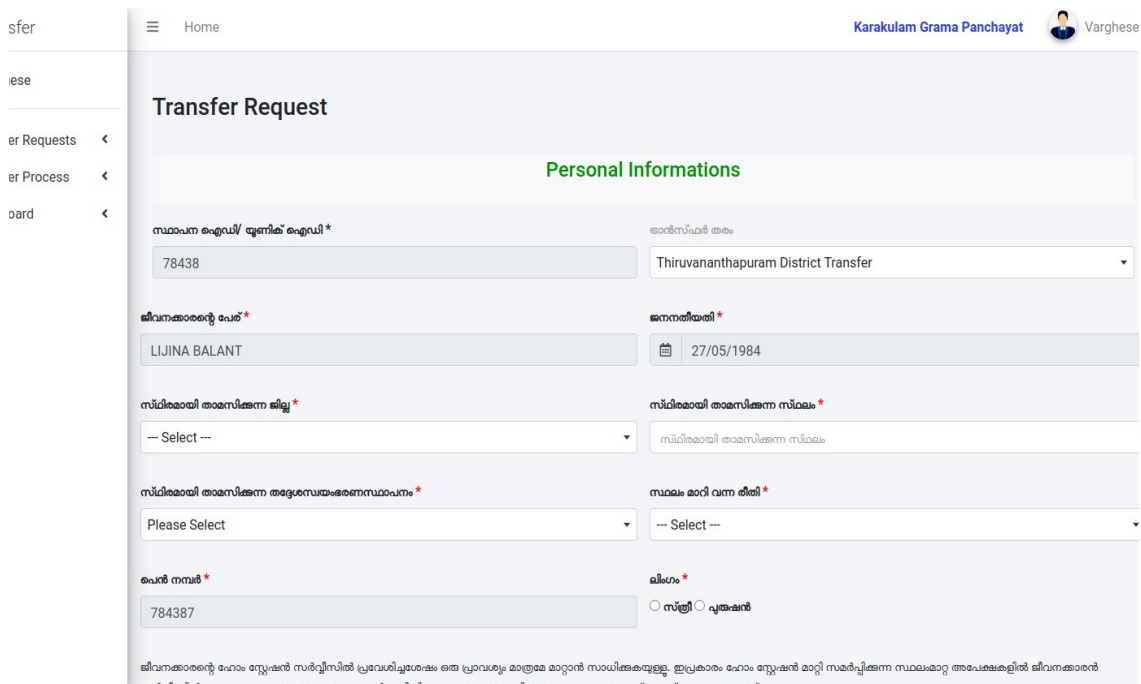 sfer
Home
Karakulam Grama Panchayat
Varghese
Transfer Request
er Requests
er Process
Personal Informations
സ്ഥാപന ഐഡി/ യൂണിക് ഐഡി *
ട്രാൻസ്ഫർ തരം
78438
Thiruvananthapuram District Transfer
ജീവനക്കാരന്റെ പേര് *
ജനനതീയതി *
LIJINA BALANT
27/05/1984
സ്ഥിരമായി താമസിക്കുന്ന ജില്ല *
സ്ഥിരമായി താമസിക്കുന്ന സ്ഥലം *
--- Select ---
സ്ഥിരമായി താമസിക്കുന്ന സ്ഥലം
സ്ഥിരമായി താമസിക്കുന്ന തദ്ദേശസ്വയംഭരണസ്ഥാപനം *
സ്ഥലം മാറി വന്ന രീതി *
Please Select
--- Select ---
പെൻ നമ്പർ *
ലിംഗം *
784387
സ്ത്രീ പുരുഷൻ
ജീവനക്കാരന്റെ ഹോം സ്റ്റേഷൻ സർവ്വീസിൽ പ്രവേശിച്ചശേഷം ഒരു പ്രാവശ്യം മാത്രമേ മാറ്റാൻ സാധിക്കുകയുള്ളൂ. ഇപ്രകാരം ഹോം സ്റ്റേഷൻ മാറ്റി സമർപ്പിക്കുന്ന സ്ഥലംമാറ്റ അപേക്ഷകളിൽ ജീവനക്കാരൻ